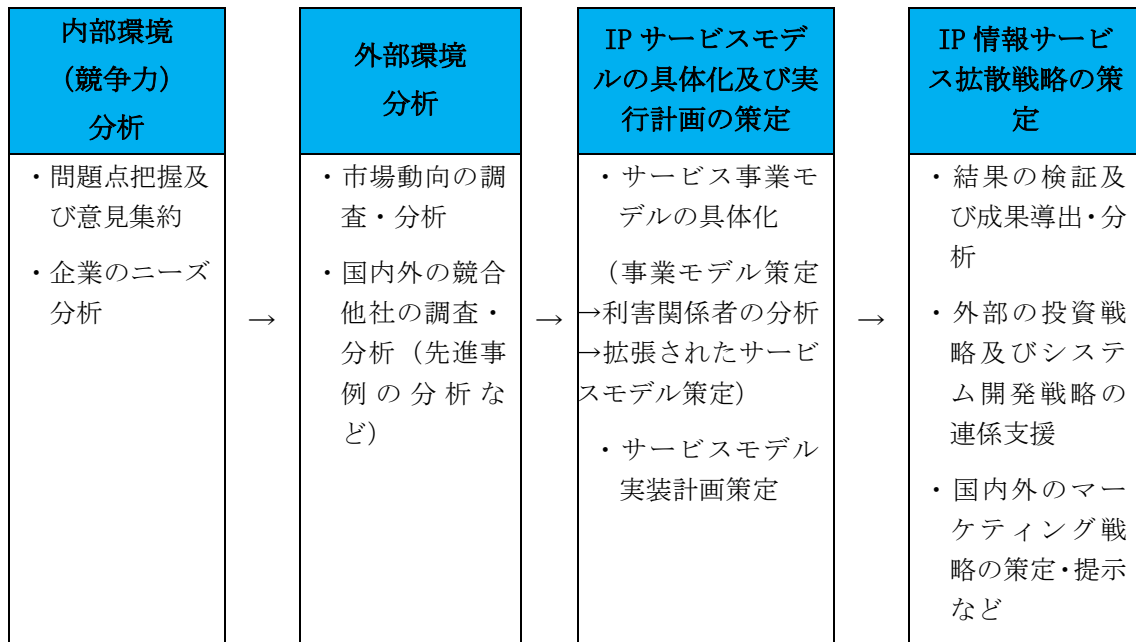 内部環境
（競争力）
分析
・問題点把握及
び意見集約
・企業のニーズ
分析
→
外部環境
分析
・市場動向の調
査・分析
・国内外の競合
他社の調査・
分析（先進事
例の分析な
ど）
→
IP サービスモデ
ルの具体化及び実
行計画の策定
・サービス事業モ
デルの具体化
（事業モデル策定
→利害関係者の分析
→拡張されたサービ
スモデル策定）
・サービスモデル
実装計画策定
→
IP 情報サービ
ス拡散戦略の策
定
・結果の検証及
び成果導出・分
析
・外部の投資戦
略及びシステ
ム開発戦略の
連係支援
・国内外のマー
ケティング戦
略の策定・提示
など